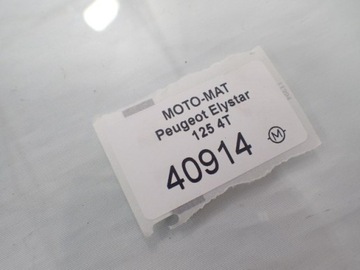 MOTO-MAT
Peugeot Elystar
125 4T
40914
M